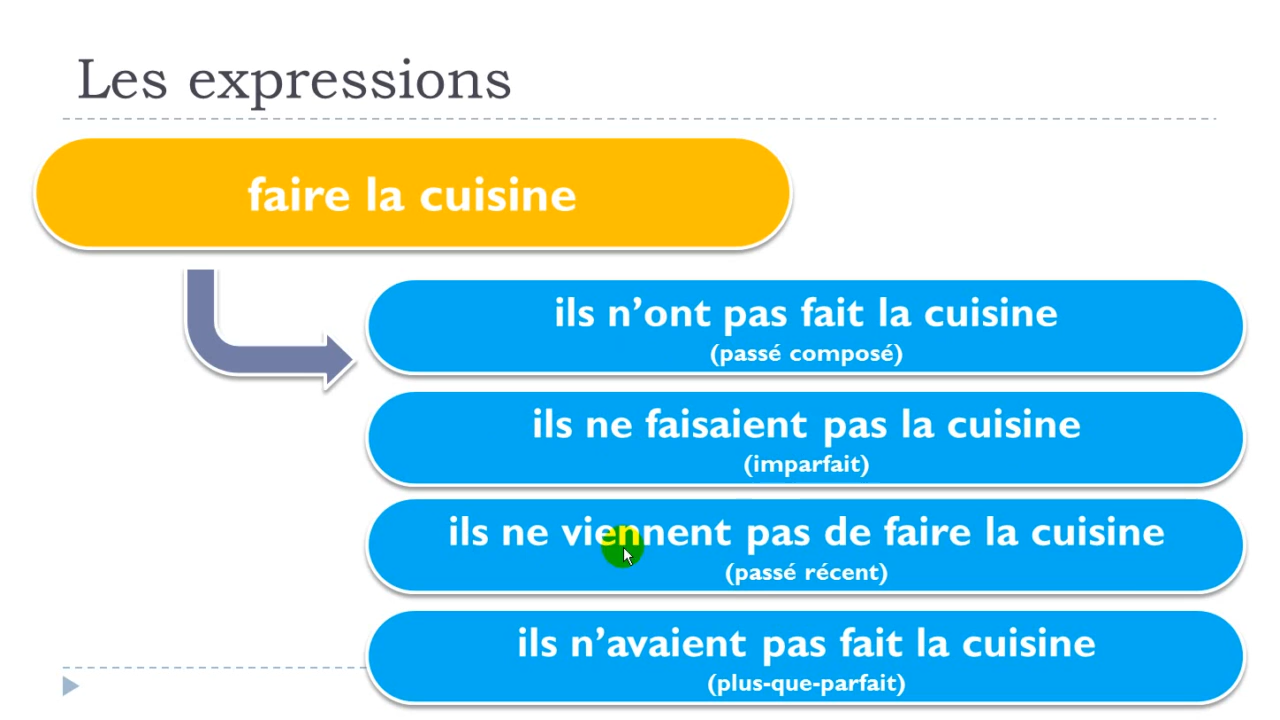 Les expressions
faire la cuisine
ils n’ont pas fait la cuisine
(passé composé)
ils ne faisaient pas la cuisine
(imparfait)
ils ne viennent pas de faire la cuisine
(passé récent)
ils n’avaient pas fait la cuisine
(plus-que-parfait)